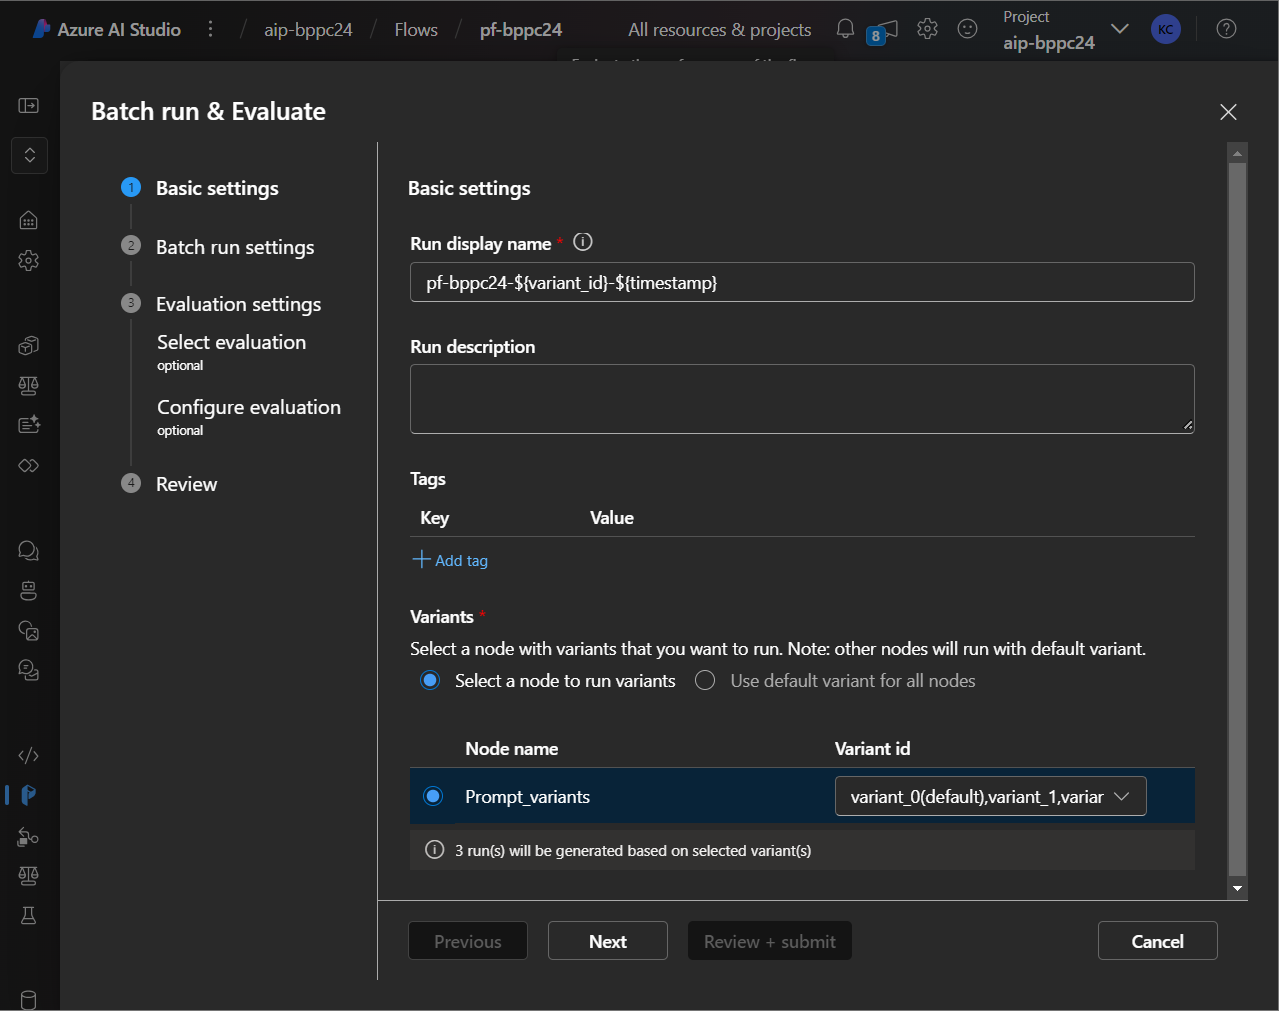 Azure AI Studio
aip-bppc24
Flows
pf-bppc24
All resources & projects
8
Project
aip-bppc24
KC
Batch run & Evaluate
1 Basic settings
2 Batch run settings
3 Evaluation settings
Select evaluation
optional
Configure evaluation
optional
4 Review
Basic settings
Run display name *
pf-bppc24-${variant_id}-${timestamp}
Run description
Tags
Key Value
Add tag
Variants *
Select a node with variants that you want to run. Note: other nodes will run with default variant.
Select a node to run variants Use default variant for all nodes
Node name Variant id
Prompt_variants variant_0(default),variant_1,variar
3 run(s) will be generated based on selected variant(s)
Previous Next Review + submit Cancel